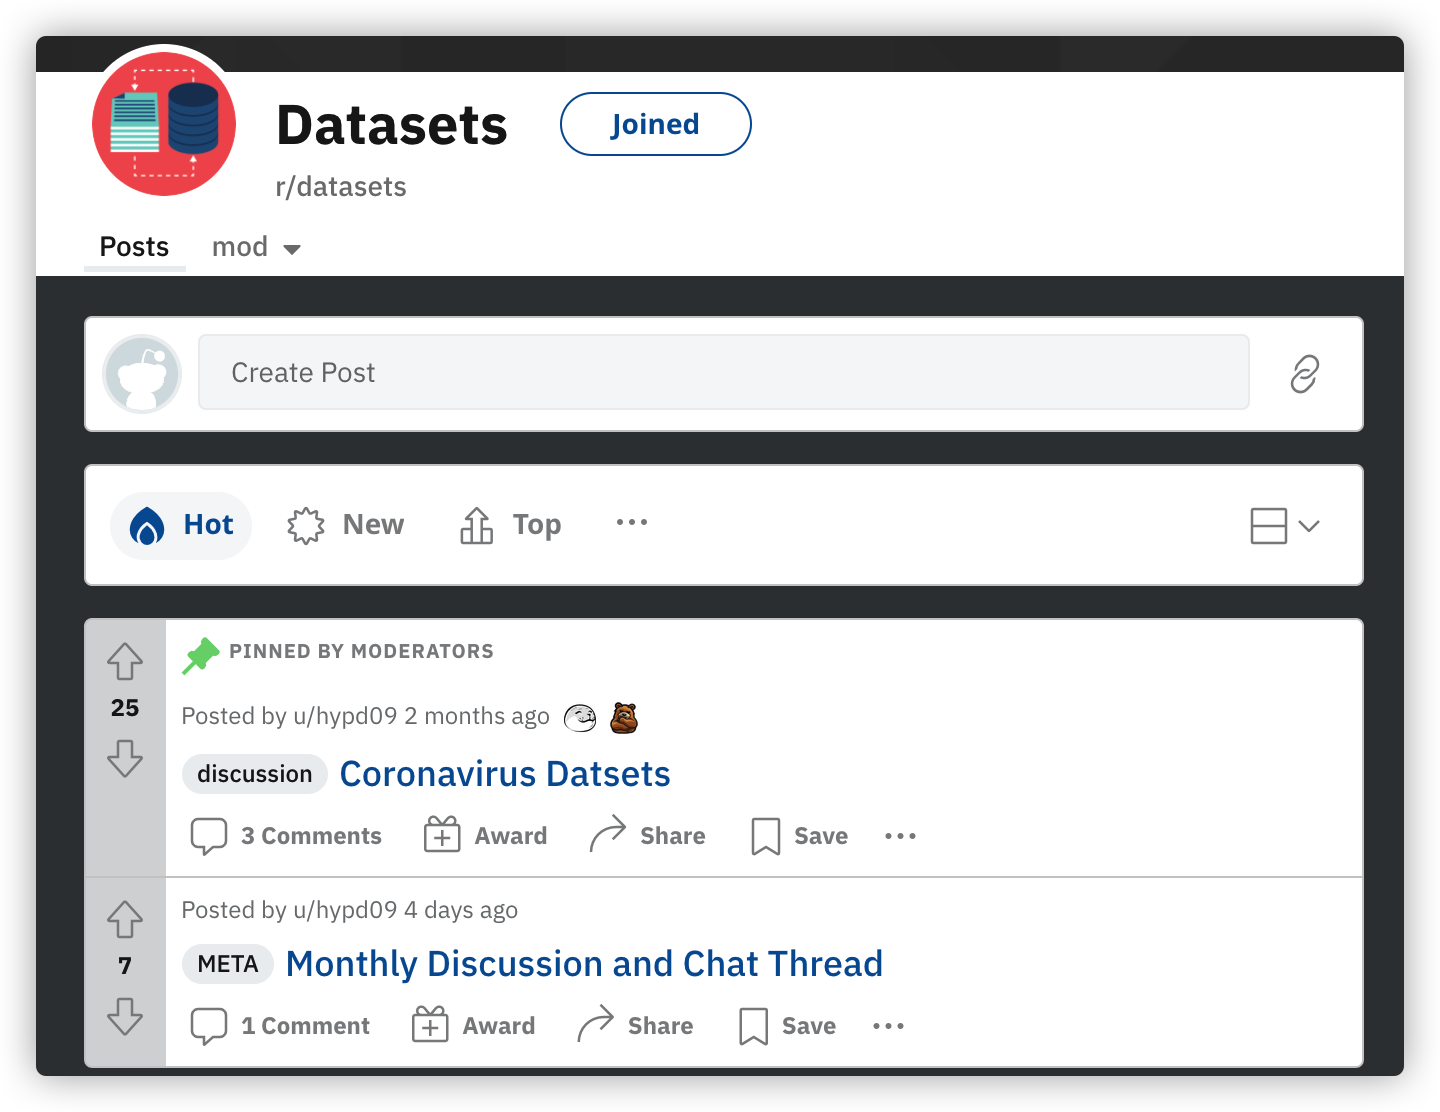 Datasets
Joined
r/datasets
Posts
mod
Create Post
Hot
New
Top
PINNED BY MODERATORS
25
Posted by u/hypd09 2 months ago
discussion Coronavirus Datsets
3 Comments Award Share Save
Posted by u/hypd09 4 days ago
7
META Monthly Discussion and Chat Thread
1 Comment Award Share Save